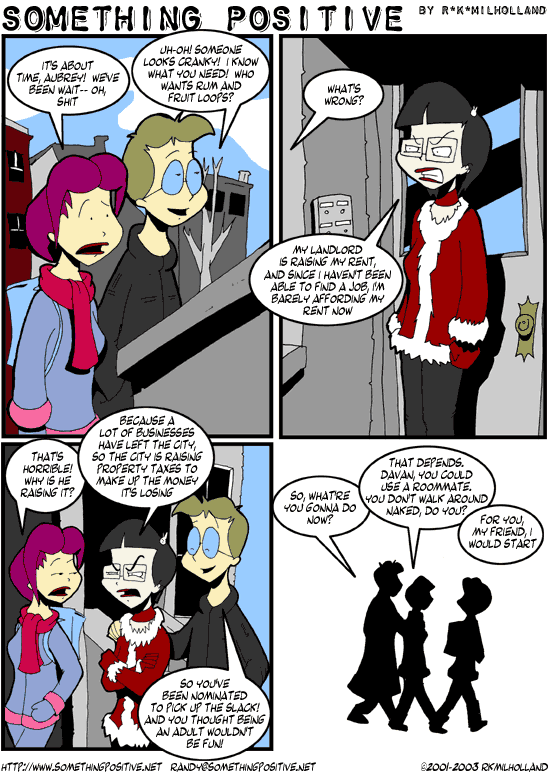 SOMETHING POSITIVE BY R*K*MILHOLLAND
IT'S ABOUT
TIME, AUBREY! WE'VE
BEEN WAIT-- OH,
SHIT
UH-OH! SOMEONE
LOOKS CRANKY! I KNOW
WHAT YOU NEED! WHO
WANTS RUM AND
FRUIT LOOPS?
WHAT'S
WRONG?
MY LANDLORD
IS RAISING MY RENT,
AND SINCE I HAVEN'T BEEN
ABLE TO FIND A JOB, I'M
BARELY AFFORDING MY
RENT NOW
THAT'S
HORRIBLE!
WHY IS HE
RAISING IT?
BECAUSE A
LOT OF BUSINESSES
HAVE LEFT THE CITY,
SO THE CITY IS RAISING
PROPERTY TAXES TO
MAKE UP THE MONEY
IT'S LOSING
SO YOU'VE
BEEN NOMINATED
TO PICK UP THE SLACK!
AND YOU THOUGHT BEING
AN ADULT WOULDN'T
BE FUN!
SO, WHAT'RE
YOU GONNA DO
NOW?
THAT DEPENDS.
DAVAN, YOU COULD
USE A ROOMMATE.
YOU DON'T WALK AROUND
NAKED, DO YOU?
FOR YOU,
MY FRIEND, I
WOULD START
HTTP://WWW.SOMETHINGPOSITIVE.NET RANDY@SOMETHINGPOSITIVE.NET ©2001-2003 RKMILHOLLAND